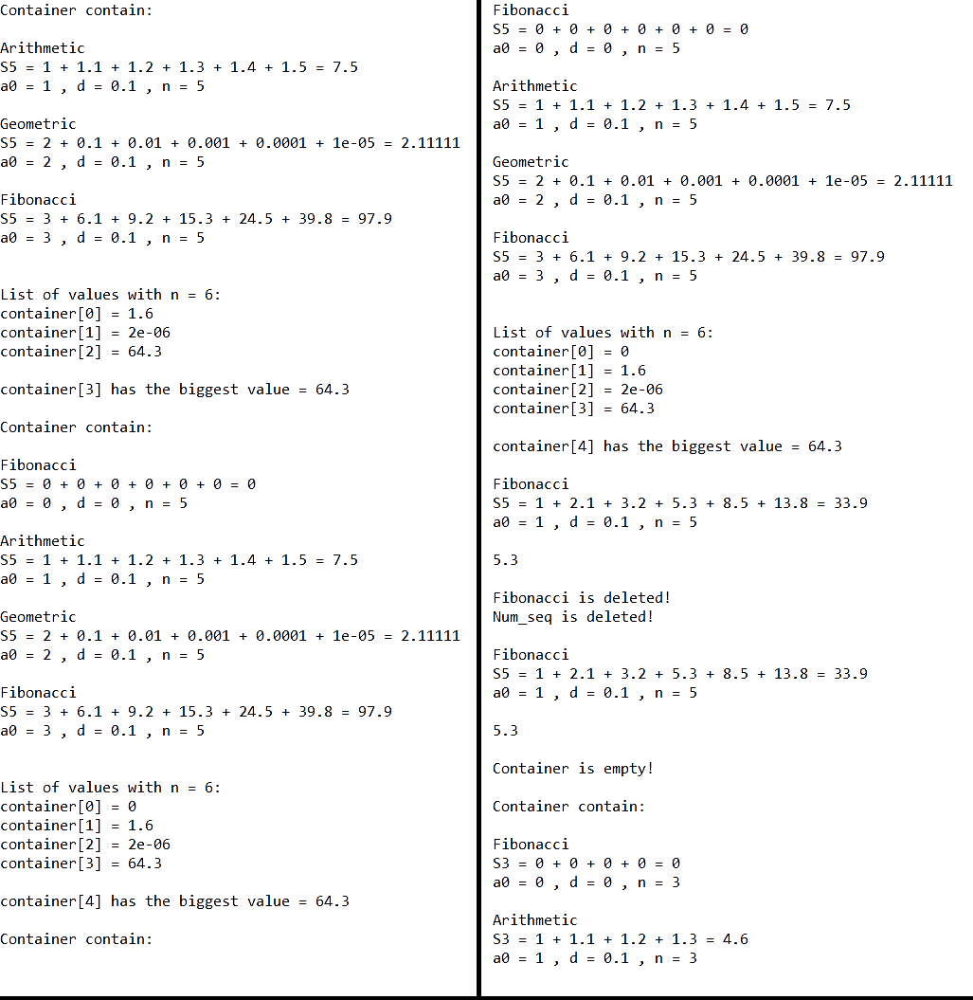 Container contain:
Arithmetic
S5 = 1 + 1.1 + 1.2 + 1.3 + 1.4 + 1.5 = 7.5
a0 = 1 , d = 0.1 , n = 5
Geometric
S5 = 2 + 0.1 + 0.01 + 0.001 + 0.0001 + 1e-05 = 2.11111
a0 = 2 , d = 0.1 , n = 5
Fibonacci
S5 = 3 + 6.1 + 9.2 + 15.3 + 24.5 + 39.8 = 97.9
a0 = 3 , d = 0.1 , n = 5
List of values with n = 6:
container[0] = 1.6
container[1] = 2e-06
container[2] = 64.3
container[3] has the biggest value = 64.3
Container contain:
Fibonacci
S5 = 0 + 0 + 0 + 0 + 0 + 0 = 0
a0 = 0 , d = 0 , n = 5
Arithmetic
S5 = 1 + 1.1 + 1.2 + 1.3 + 1.4 + 1.5 = 7.5
a0 = 1 , d = 0.1 , n = 5
Geometric
S5 = 2 + 0.1 + 0.01 + 0.001 + 0.0001 + 1e-05 = 2.11111
a0 = 2 , d = 0.1 , n = 5
Fibonacci
S5 = 3 + 6.1 + 9.2 + 15.3 + 24.5 + 39.8 = 97.9
a0 = 3 , d = 0.1 , n = 5
List of values with n = 6:
container[0] = 0
container[1] = 1.6
container[2] = 2e-06
container[3] = 64.3
container[4] has the biggest value = 64.3
Container contain:
Fibonacci
S5 = 0 + 0 + 0 + 0 + 0 + 0 = 0
a0 = 0 , d = 0 , n = 5
Arithmetic
S5 = 1 + 1.1 + 1.2 + 1.3 + 1.4 + 1.5 = 7.5
a0 = 1 , d = 0.1 , n = 5
Geometric
S5 = 2 + 0.1 + 0.01 + 0.001 + 0.0001 + 1e-05 = 2.11111
a0 = 2 , d = 0.1 , n = 5
Fibonacci
S5 = 3 + 6.1 + 9.2 + 15.3 + 24.5 + 39.8 = 97.9
a0 = 3 , d = 0.1 , n = 5
List of values with n = 6:
container[0] = 0
container[1] = 1.6
container[2] = 2e-06
container[3] = 64.3
container[4] has the biggest value = 64.3
Fibonacci
S5 = 1 + 2.1 + 3.2 + 5.3 + 8.5 + 13.8 = 33.9
a0 = 1 , d = 0.1 , n = 5
5.3
Fibonacci is deleted!
Num_seq is deleted!
Fibonacci
S5 = 1 + 2.1 + 3.2 + 5.3 + 8.5 + 13.8 = 33.9
a0 = 1 , d = 0.1 , n = 5
5.3
Container is empty!
Container contain:
Fibonacci
S3 = 0 + 0 + 0 + 0 = 0
a0 = 0 , d = 0 , n = 3
Arithmetic
S3 = 1 + 1.1 + 1.2 + 1.3 = 4.6
a0 = 1 , d = 0.1 , n = 3